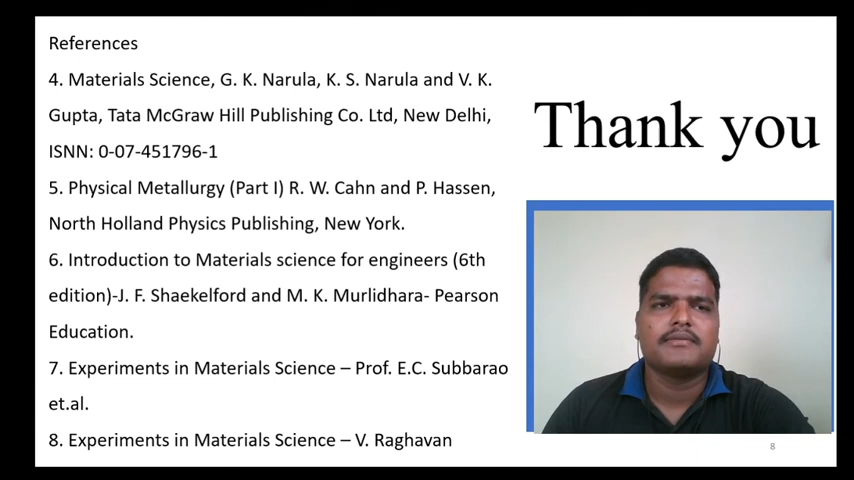 References
4. Materials Science, G. K. Narula, K. S. Narula and V. K.
Gupta, Tata McGraw Hill Publishing Co. Ltd, New Delhi,
ISNN: 0-07-451796-1
5. Physical Metallurgy (Part I) R. W. Cahn and P. Hassen,
North Holland Physics Publishing, New York.
6. Introduction to Materials science for engineers (6th
edition)-J. F. Shaekelford and M. K. Murlidhara- Pearson
Education.
7. Experiments in Materials Science – Prof. E.C. Subbarao
et.al.
8. Experiments in Materials Science – V. Raghavan
Thank you
8